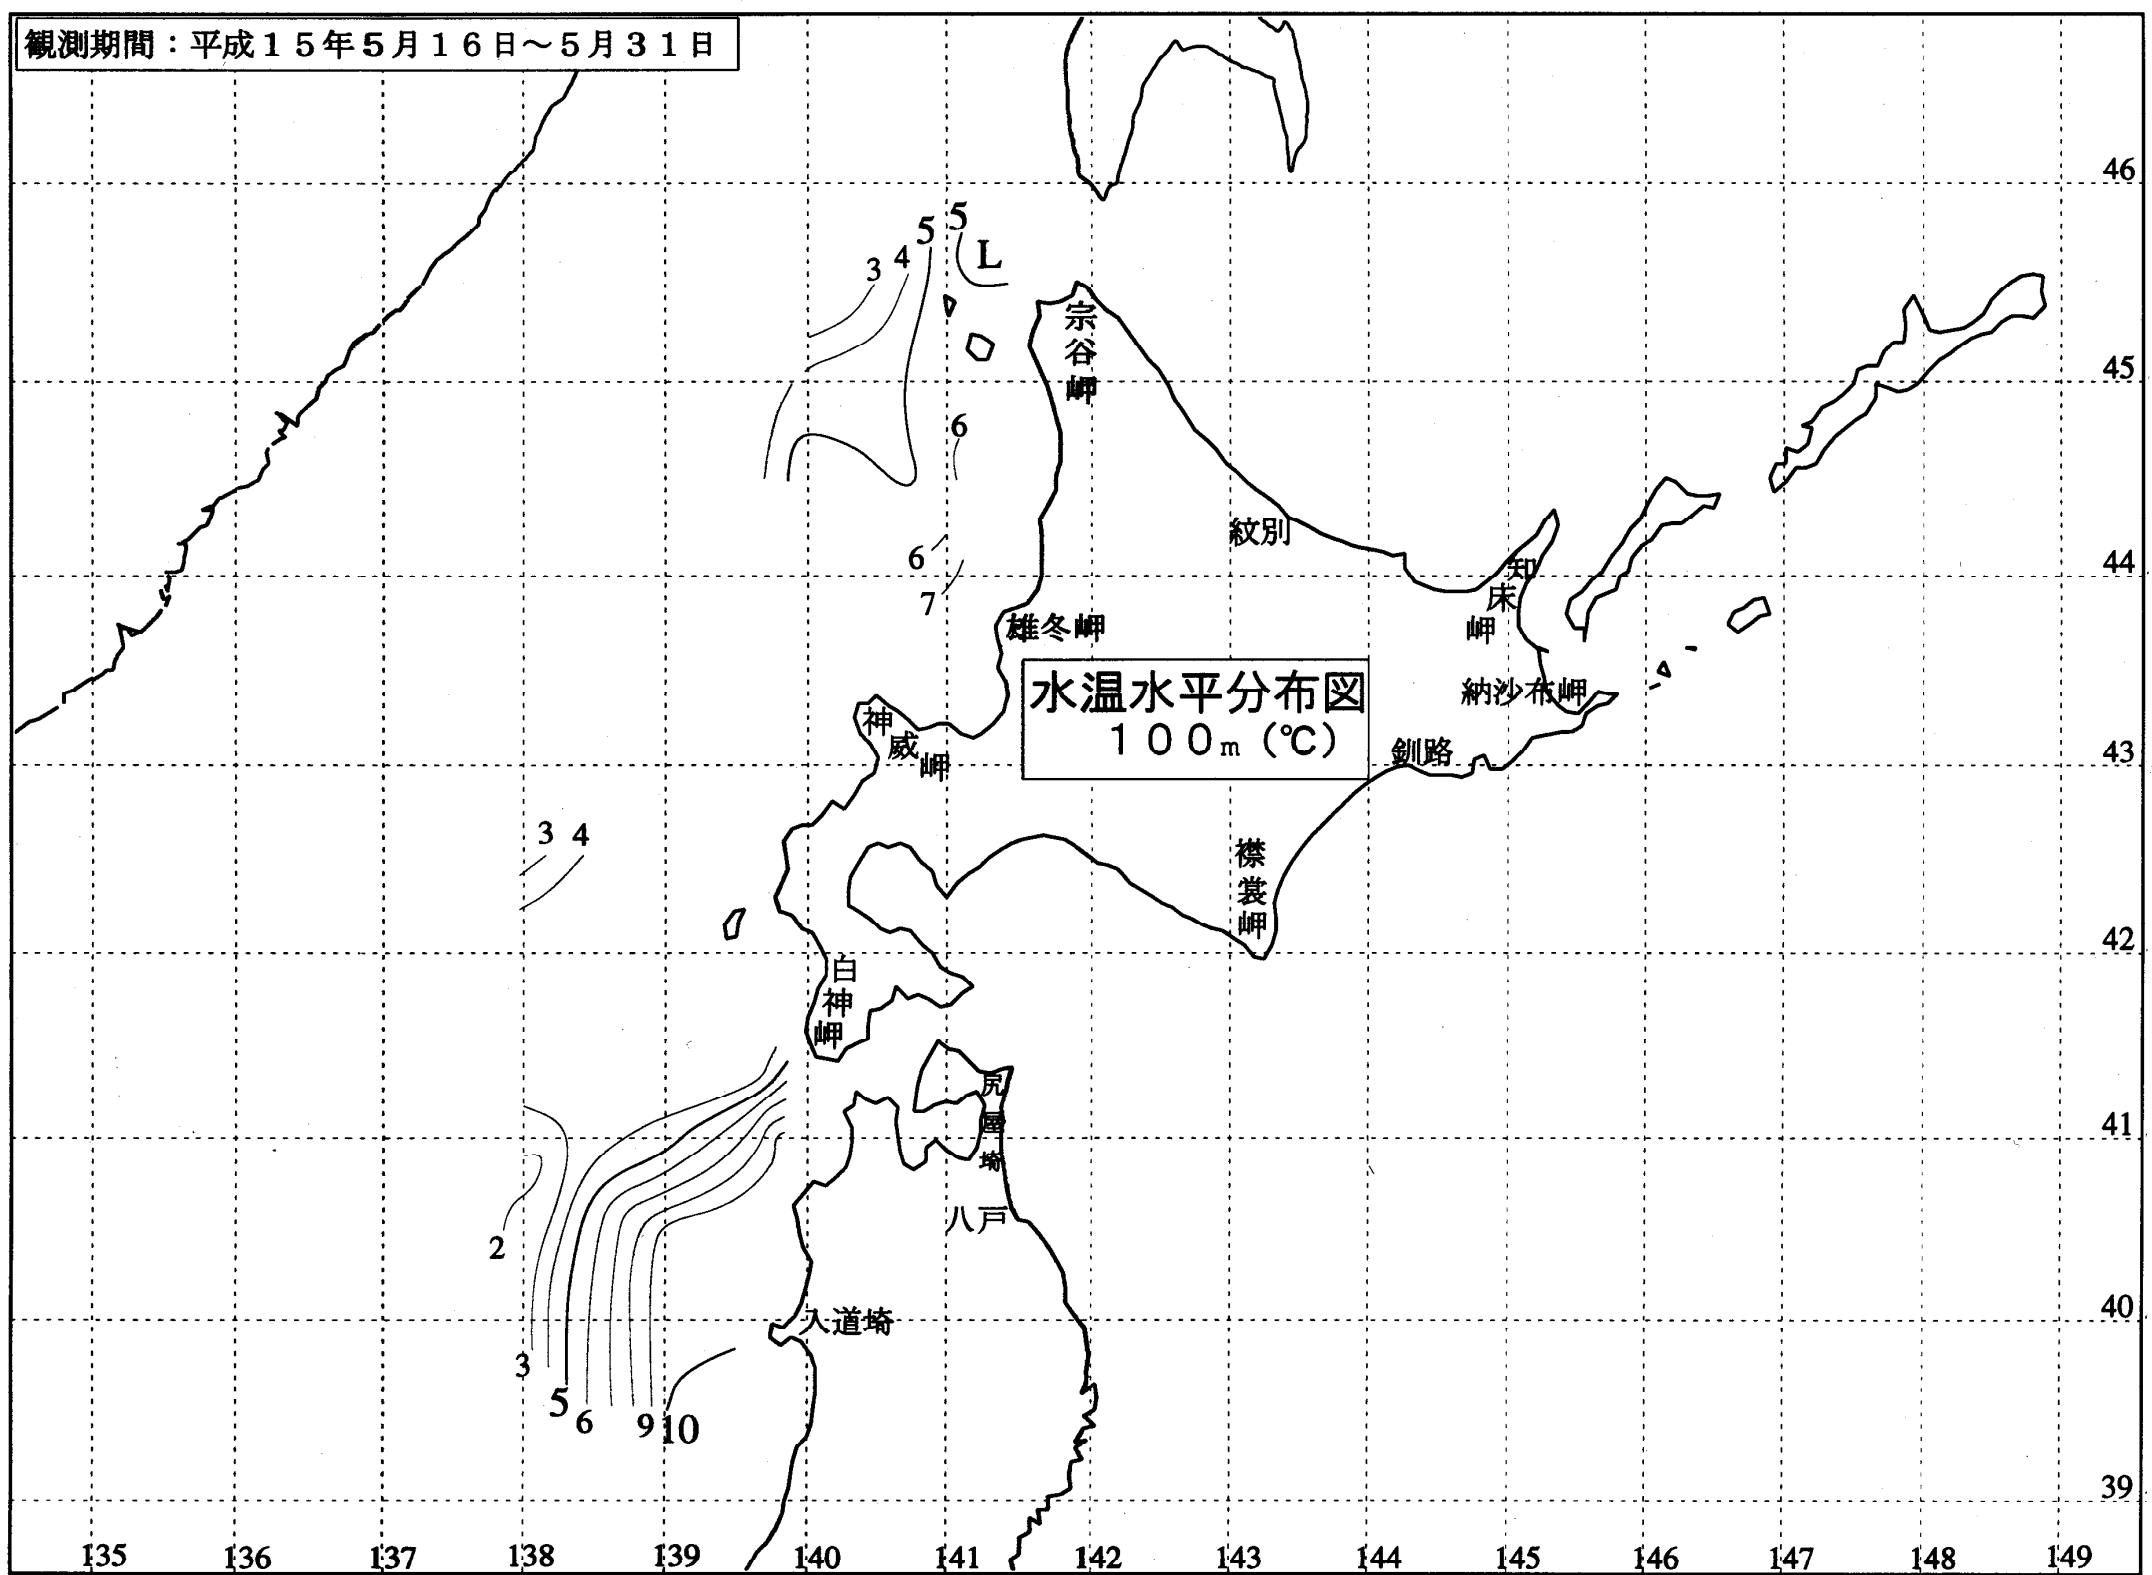 観測期間：平成１５年５月１６日～５月３１日
46
5
5
L
4
3
宗谷岬
45
6
紋別
6
44
知床岬
7
雄冬岬
水温水平分布図
１００ｍ（℃）
納沙布岬
神威岬
釧路
43
3 4
襟裳岬
42
白神岬
尻屋埼
41
八戸
2
40
入道埼
3
5
6
9
10
39
135 136 137 138 139 140 141 142 143 144 145 146 147 148 149